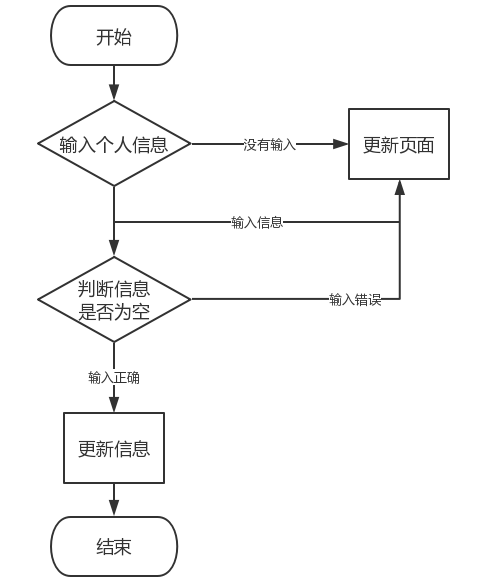 开始
输入个人信息
没有输入
更新页面
输入信息
判断信息
是否为空
输入错误
输入正确
更新信息
结束